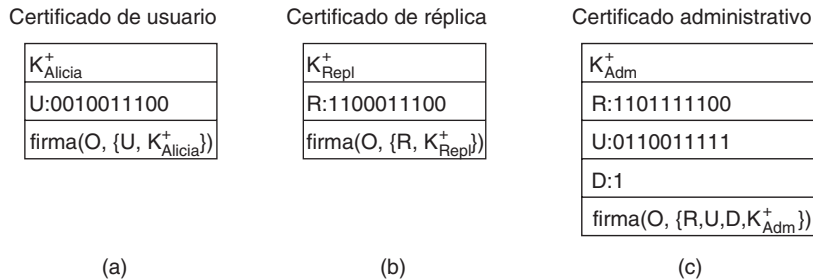 Certificado de usuario
K+Alicia
U:0010011100
firma(O, {U, K+Alicia})
(a)
Certificado de réplica
K+Repl
R:1100011100
firma(O, {R, K+Repl})
(b)
Certificado administrativo
K+Adm
R:1101111100
U:0110011111
D:1
firma(O, {R,U,D,K+Adm})
(c)